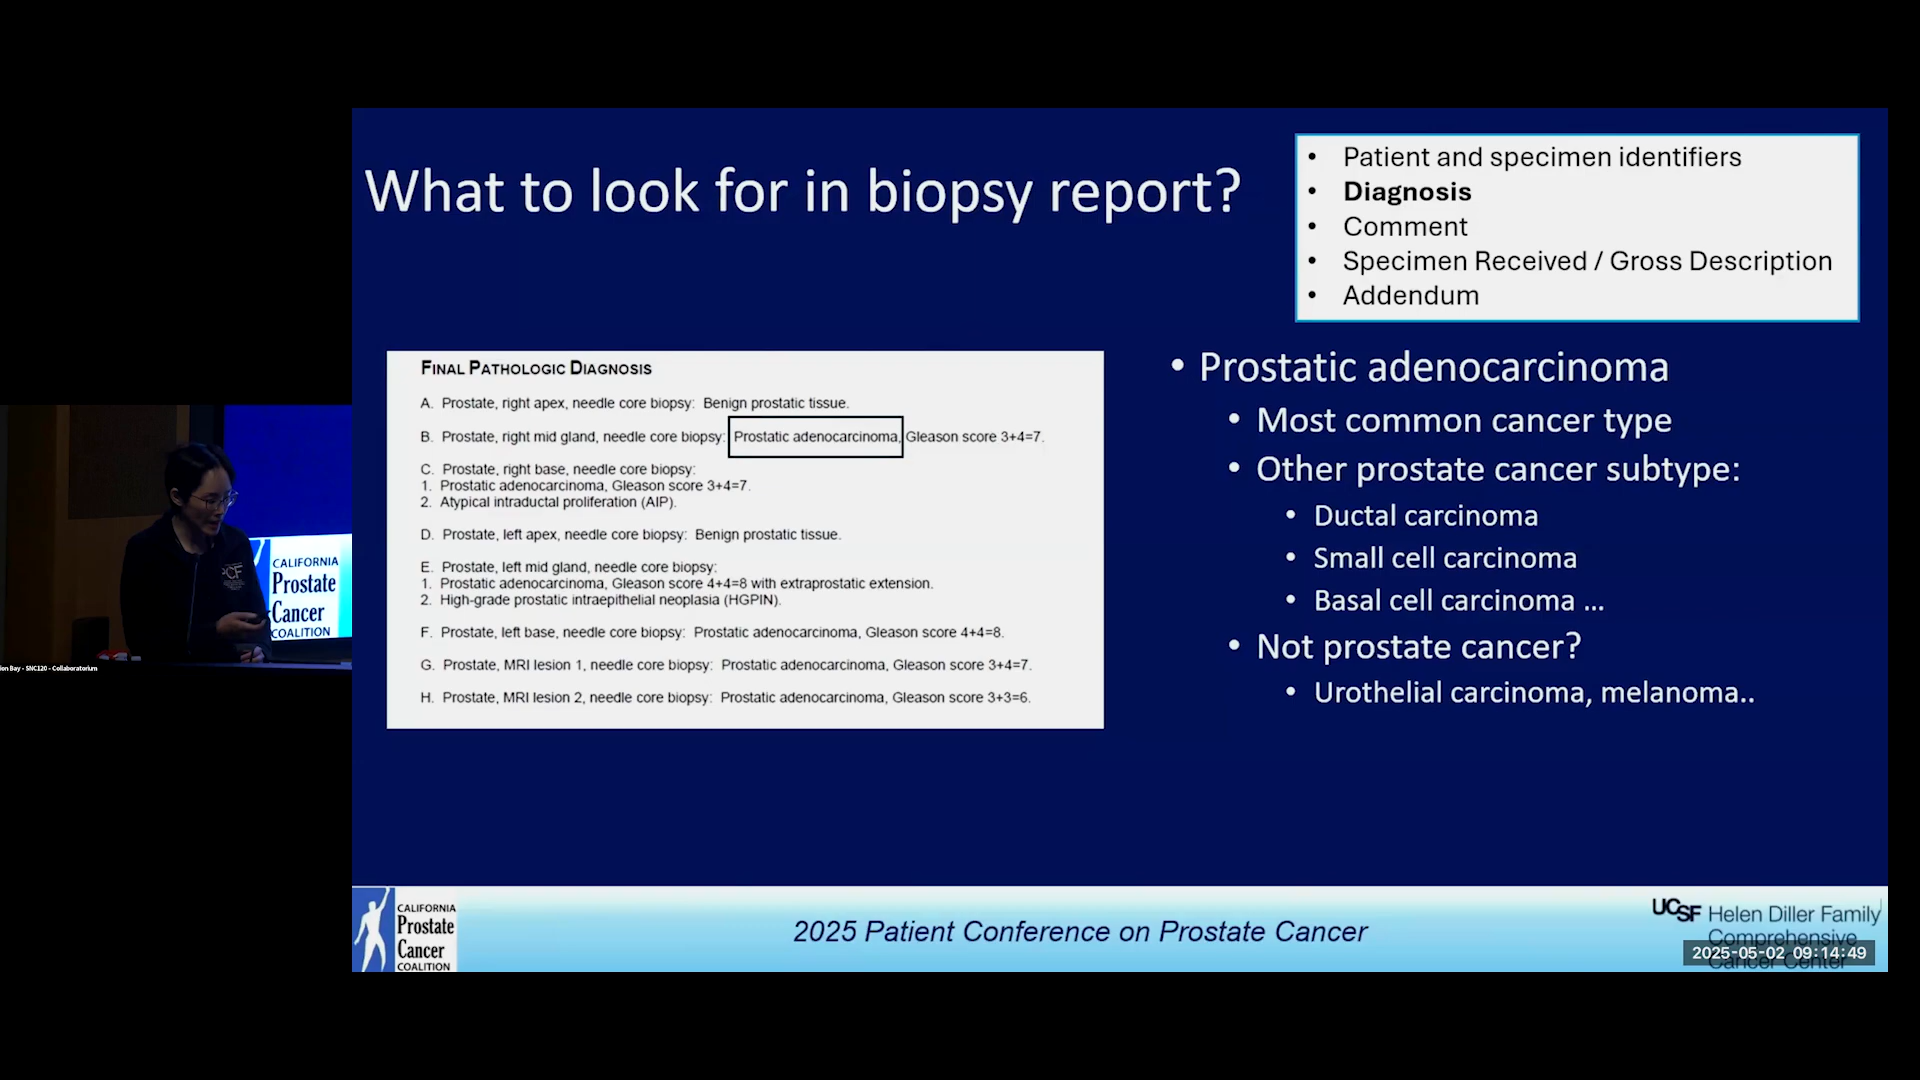 What to look for in biopsy report?
• Patient and specimen identifiers
• Diagnosis
• Comment
• Specimen Received / Gross Description
• Addendum
FINAL PATHOLOGIC DIAGNOSIS
A. Prostate, right apex, needle core biopsy: Benign prostatic tissue.
B. Prostate, right mid gland, needle core biopsy: Prostatic adenocarcinoma, Gleason score 3+4=7.
C. Prostate, right base, needle core biopsy:
1. Prostatic adenocarcinoma, Gleason score 3+4=7.
2. Atypical intraductal proliferation (AIP).
D. Prostate, left apex, needle core biopsy: Benign prostatic tissue.
E. Prostate, left mid gland, needle core biopsy:
1. Prostatic adenocarcinoma, Gleason score 4+4=8 with extraprostatic extension.
2. High-grade prostatic intraepithelial neoplasia (HGPIN).
F. Prostate, left base, needle core biopsy: Prostatic adenocarcinoma, Gleason score 4+4=8.
G. Prostate, MRI lesion 1, needle core biopsy: Prostatic adenocarcinoma, Gleason score 3+4=7.
H. Prostate, MRI lesion 2, needle core biopsy: Prostatic adenocarcinoma, Gleason score 3+3=6.
• Prostatic adenocarcinoma
• Most common cancer type
• Other prostate cancer subtype:
• Ductal carcinoma
• Small cell carcinoma
• Basal cell carcinoma ...
• Not prostate cancer?
• Urothelial carcinoma, melanoma..
CALIFORNIA
Prostate
Cancer
COALITION
ion Bay - SNC120 - Collaboratorium
CALIFORNIA
Prostate
Cancer
COALITION
2025 Patient Conference on Prostate Cancer
UCSF Helen Diller Family
Comprehensive
Cancer Center
2025-05-02 09:14:49